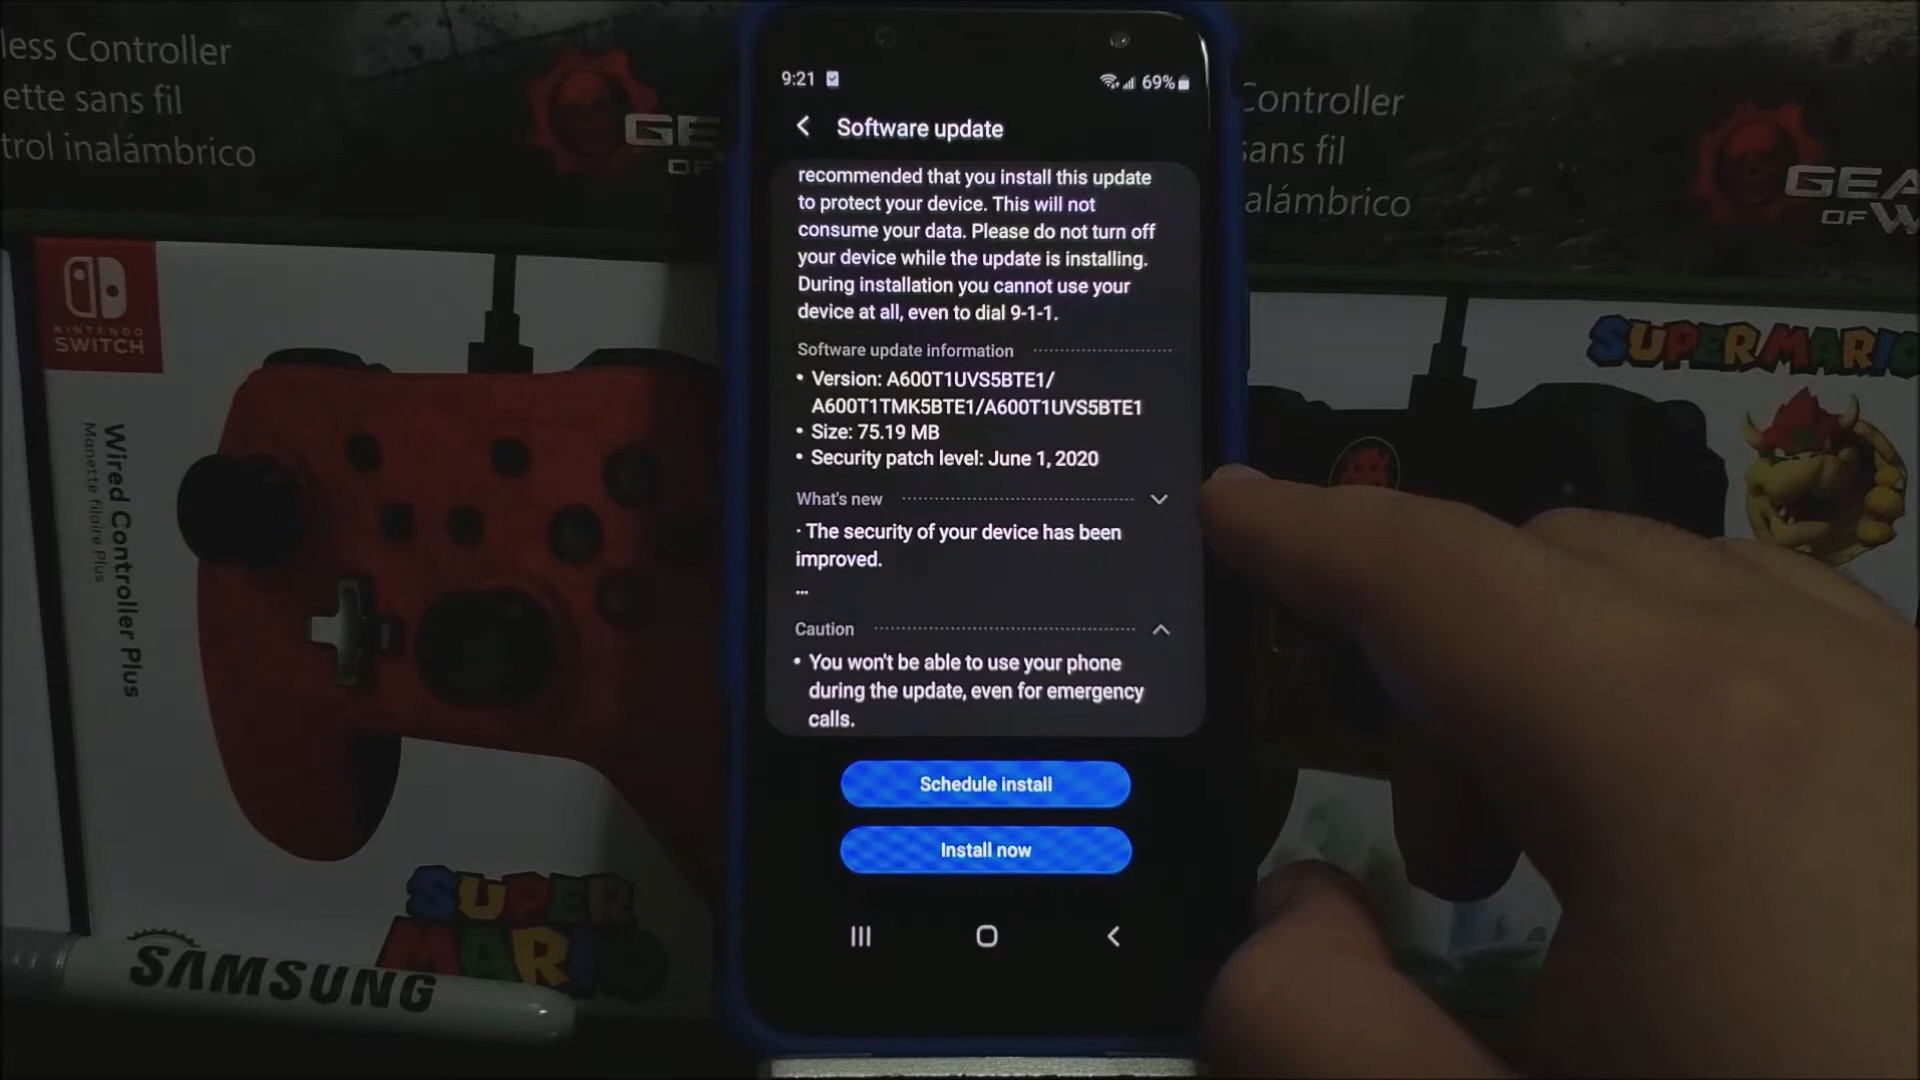 less Controller
ette sans fil
trol inalámbrico
GE
OF
NINTENDO
SWITCH
Wired Controller Plus
Manette filaire Plus
SUPER
MARIO
SAMSUNG
9:21
69%
Software update
recommended that you install this update
to protect your device. This will not
consume your data. Please do not turn off
your device while the update is installing.
During installation you cannot use your
device at all, even to dial 9-1-1.
Software update information
• Version: A600T1UVS5BTE1/
A600T1TMK5BTE1/A600T1UVS5BTE1
• Size: 75.19 MB
• Security patch level: June 1, 2020
What's new
- The security of your device has been
improved.
...
Caution
• You won't be able to use your phone
during the update, even for emergency
calls.
Schedule install
Install now
Controller
sans fil
alámbrico
GEA
OF W
SUPER MARIO